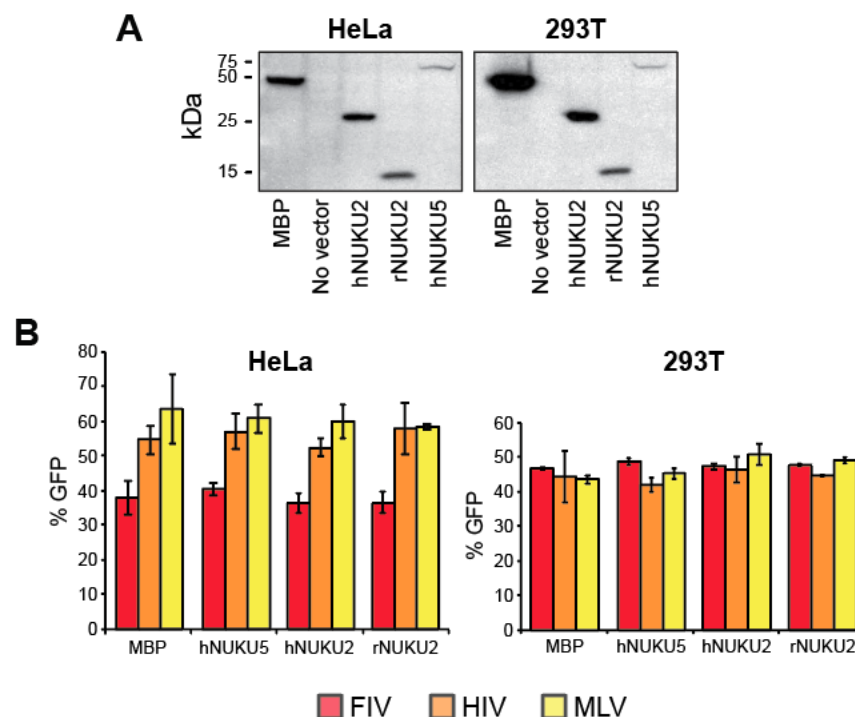 A
HeLa
293T
kDa
75 -
50 -
25 -
15 -
MBP
No vector
hNUKU2
rNUKU2
hNUKU5
MBP
No vector
hNUKU2
rNUKU2
hNUKU5
B
HeLa
% GFP
80
70
60
50
40
30
20
10
0
MBP hNUKU5 hNUKU2 rNUKU2
293T
% GFP
60
50
40
30
20
10
0
MBP hNUKU5 hNUKU2 rNUKU2
FIV HIV MLV